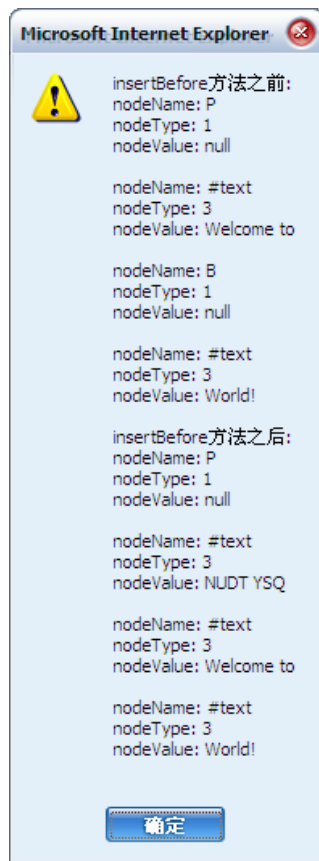 Microsoft Internet Explorer
insertBefore方法之前:
nodeName: P
nodeType: 1
nodeValue: null
nodeName: #text
nodeType: 3
nodeValue: Welcome to
nodeName: B
nodeType: 1
nodeValue: null
nodeName: #text
nodeType: 3
nodeValue: World!
insertBefore方法之后:
nodeName: P
nodeType: 1
nodeValue: null
nodeName: #text
nodeType: 3
nodeValue: NUDT YSQ
nodeName: #text
nodeType: 3
nodeValue: Welcome to
nodeName: #text
nodeType: 3
nodeValue: World!
确定